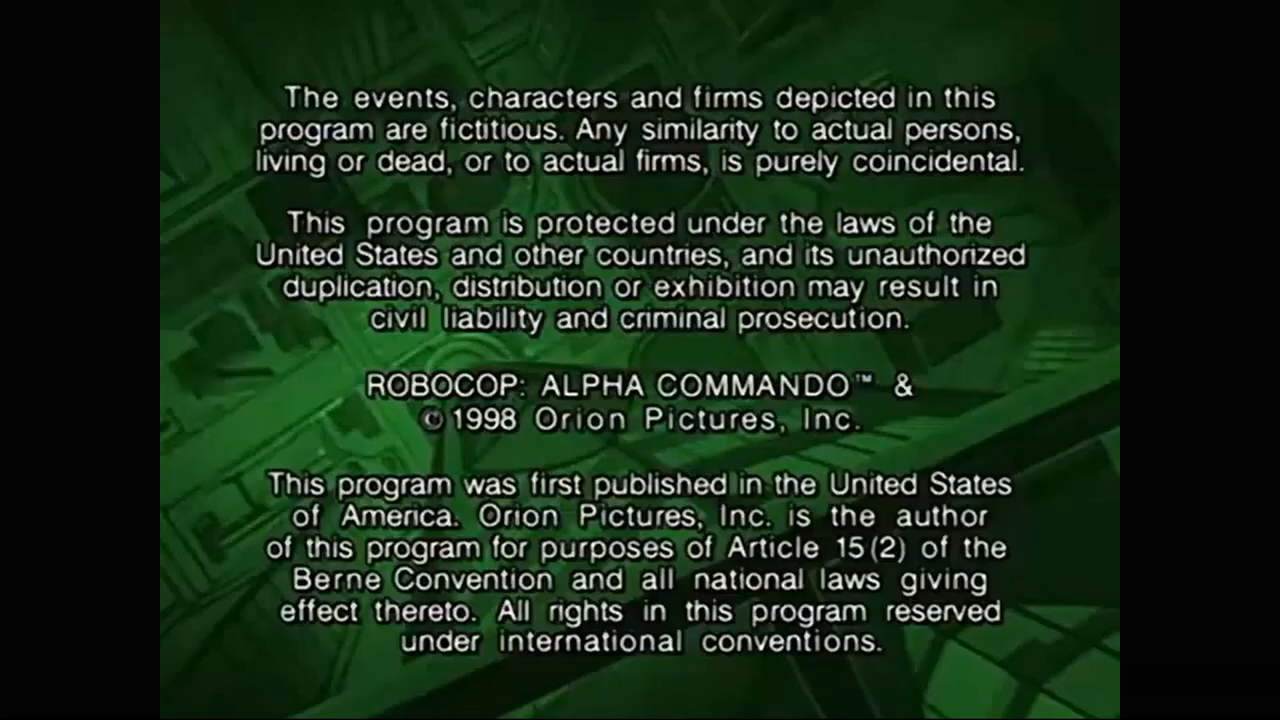 The events, characters and firms depicted in this
program are fictitious. Any similarity to actual persons,
living or dead, or to actual firms, is purely coincidental.
This program is protected under the laws of the
United States and other countries, and its unauthorized
duplication, distribution or exhibition may result in
civil liability and criminal prosecution.
ROBOCOP: ALPHA COMMANDO™ &
© 1998 Orion Pictures, Inc.
This program was first published in the United States
of America. Orion Pictures, Inc. is the author
of this program for purposes of Article 15(2) of the
Berne Convention and all national laws giving
effect thereto. All rights in this program reserved
under international conventions.